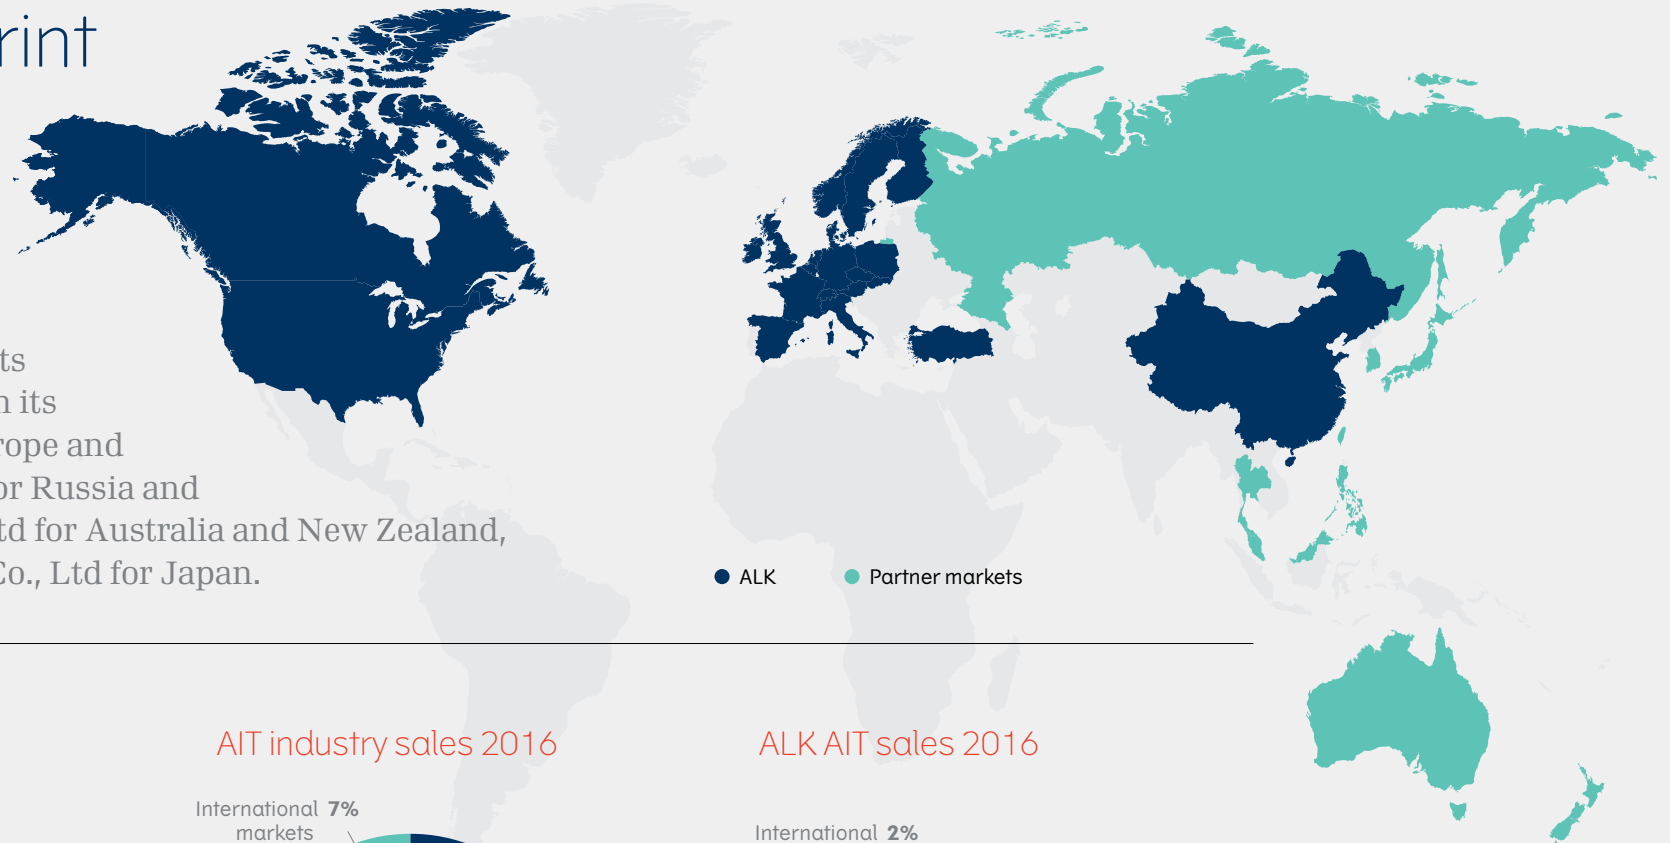 rint
ts
n its
rope and
or Russia and
td for Australia and New Zealand,
Co., Ltd for Japan.
ALK
Partner markets
AIT industry sales 2016
ALK AIT sales 2016
International 7%
markets
International 2%